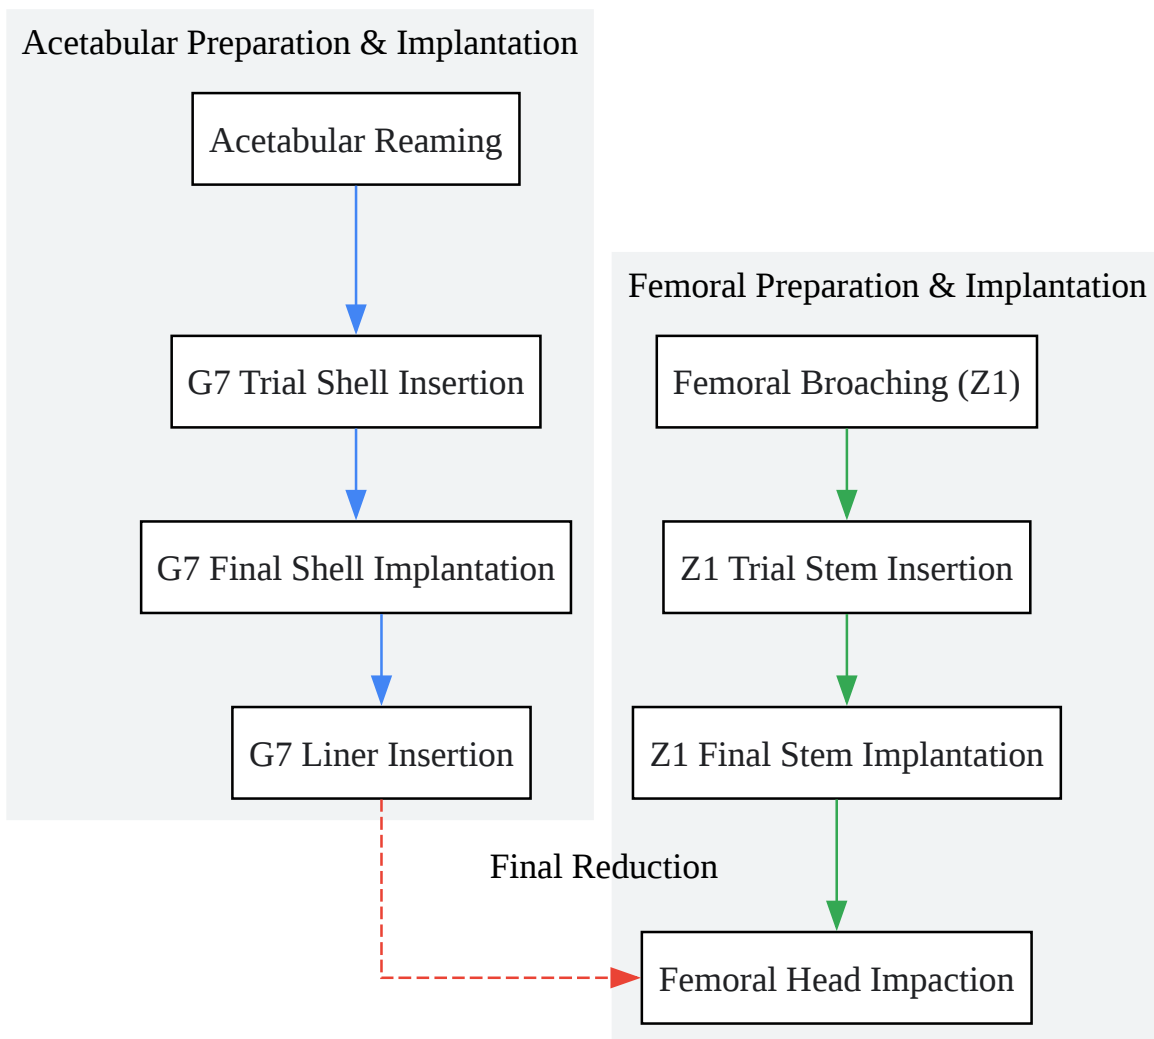 Acetabular Preparation & Implantation
Acetabular Reaming
G7 Trial Shell Insertion
G7 Final Shell Implantation
G7 Liner Insertion
Final Reduction
Femoral Preparation & Implantation
Femoral Broaching (Z1)
Z1 Trial Stem Insertion
Z1 Final Stem Implantation
Femoral Head Impaction